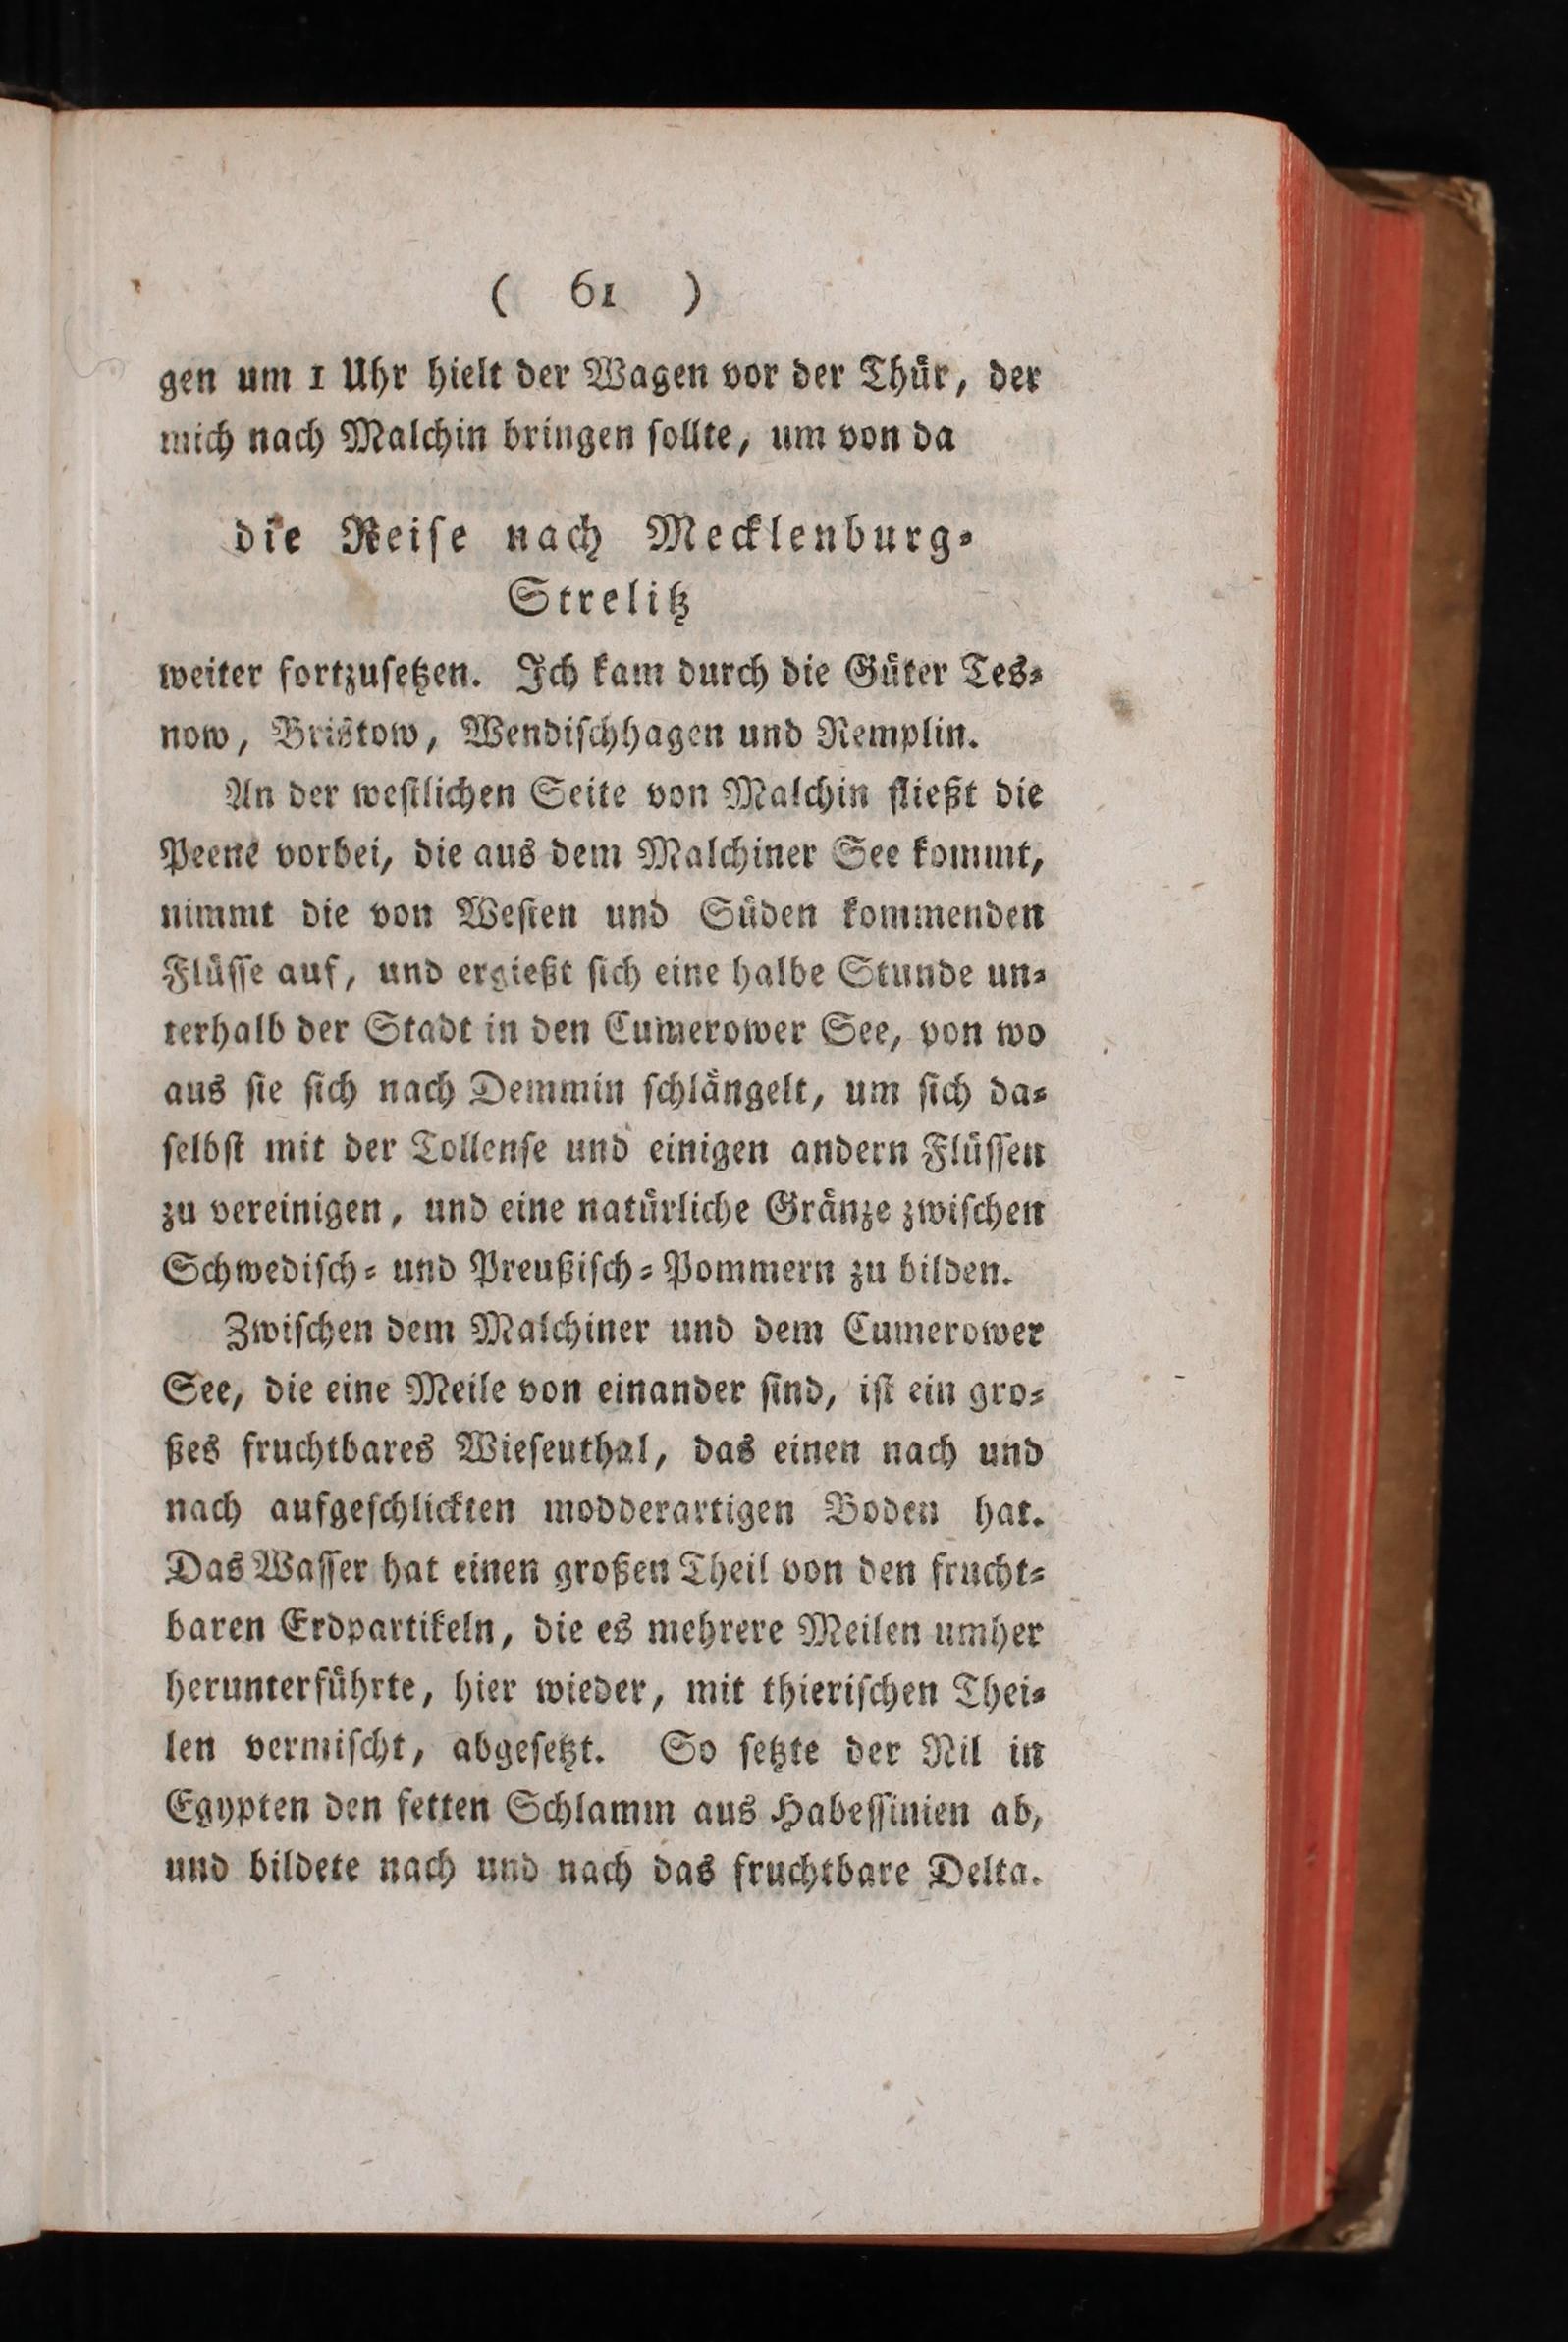 ( 61 )
gen um 1 Uhr hielt der Wagen vor der Thür, der
mich nach Malchin bringen ſollte, um von da
die Reiſe nach Mecklenburg⸗
Strelitz
weiter fortzuſetzen. Ich kam durch die Güter Tes⸗
now, Bristow, Wendiſchhagen und Remplin.
An der weſtlichen Seite von Malchin fließt die
Peene vorbei, die aus dem Malchiner See kommt,
nimmt die von Weſten und Süden kommenden
Flüſſe auf, und ergießt ſich eine halbe Stunde un⸗
terhalb der Stadt in den Cumerower See, von wo
aus ſie ſich nach Demmin ſchlängelt, um ſich da⸗
ſelbſt mit der Tollenſe und einigen andern Flüſſen
zu vereinigen, und eine natürliche Gränze zwiſchen
Schwediſch⸗ und Preußiſch⸗Pommern zu bilden.
Zwiſchen dem Malchiner und dem Cumerower
See, die eine Meile von einander ſind, iſt ein gro⸗
ßes fruchtbares Wieſeuthal, das einen nach und
nach aufgeſchlickten modderartigen Boden hat.
Das Waſſer hat einen großen Theil von den frucht⸗
baren Erdpartikeln, die es mehrere Meilen umher
herunterführte, hier wieder, mit thieriſchen Thei⸗
len vermiſcht, abgeſetzt. So ſetzte der Nil in
Egypten den fetten Schlamm aus Habeſſinien ab,
und bildete nach und nach das fruchtbare Delta.